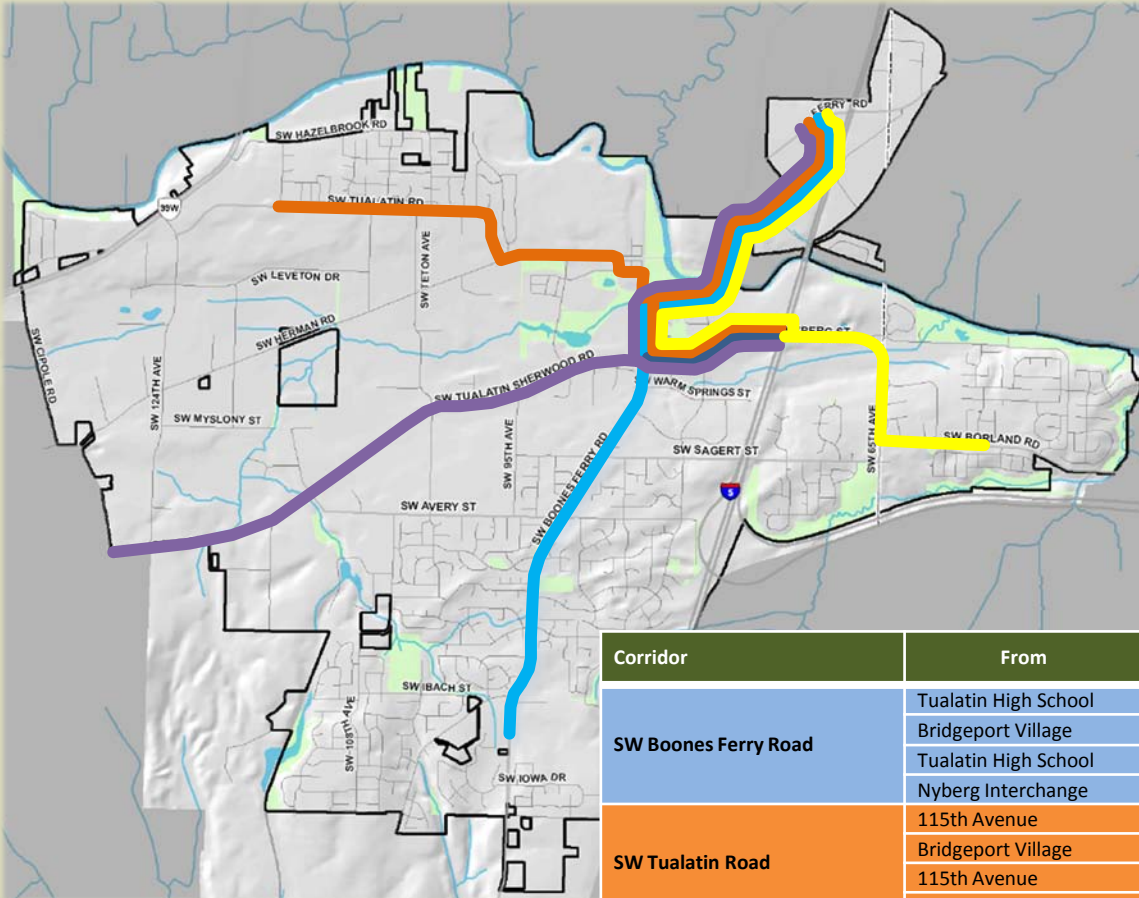 FERRY RD
SW HAZELBROOK RD
99W
SW TUALATIN RD
SW TETON AVE
SW LEVETON DR
SW HERMAN RD
SW CIPOLE RD
SW 124TH AVE
SW TUALATIN SHERWOOD RD
SW MYSLONY ST
SW 95TH AVE
SW BOONES FERRY RD
WARM SPRINGS ST
SW SAGERT ST
SW 65TH AVE
SW BORLAND RD
5
SW AVERY ST
SW IBACH ST
SW 108TH AVE
SW IOWA DR
Corridor From
SW Boones Ferry Road
Tualatin High School
Bridgeport Village
Tualatin High School
Nyberg Interchange
SW Tualatin Road
115th Avenue
Bridgeport Village
115th Avenue